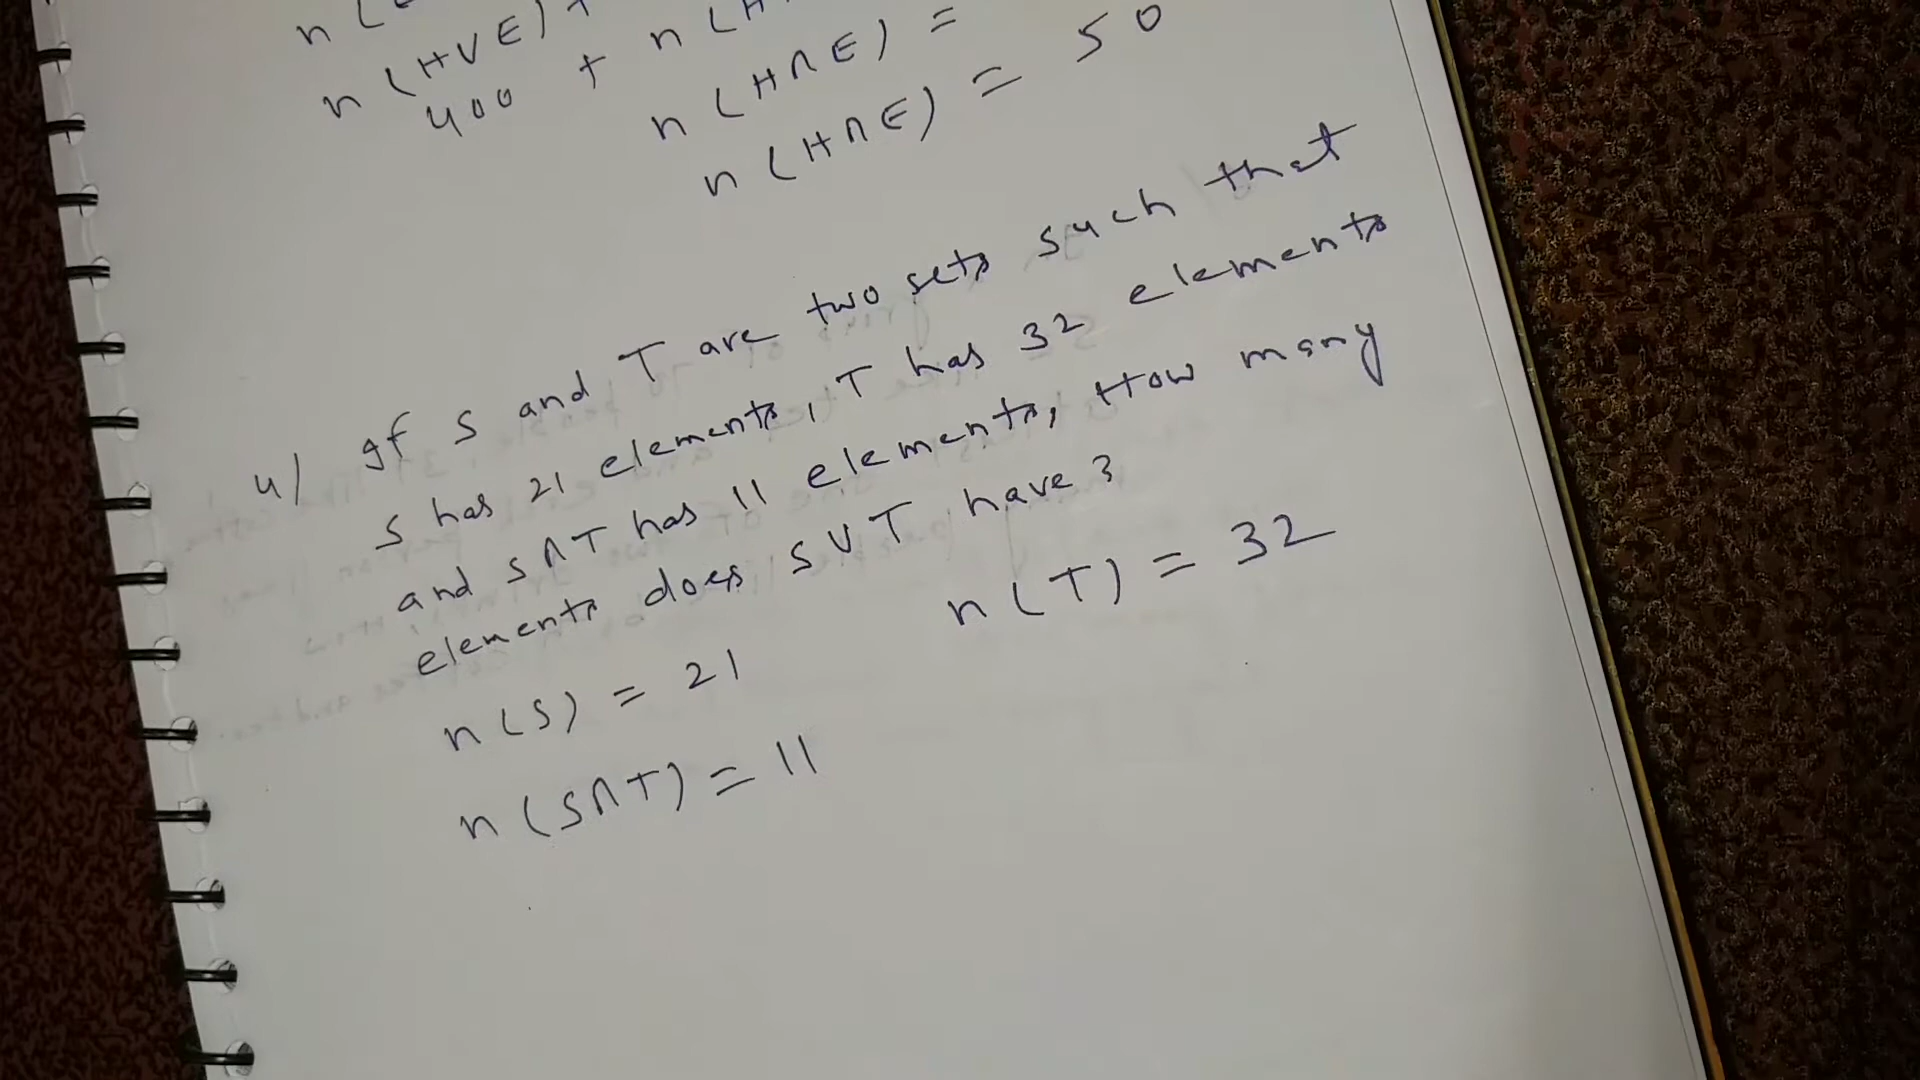 n (
n (H∪E) +
400 + n (H
n (H∩E) =
n (H∩E) = 50
4) If S and T are two sets such that
S has 21 elements, T has 32 elements
and S∩T has 11 elements, How many
elements does S∪T have?
n(S) = 21 n(T) = 32
n (S∩T) = 11